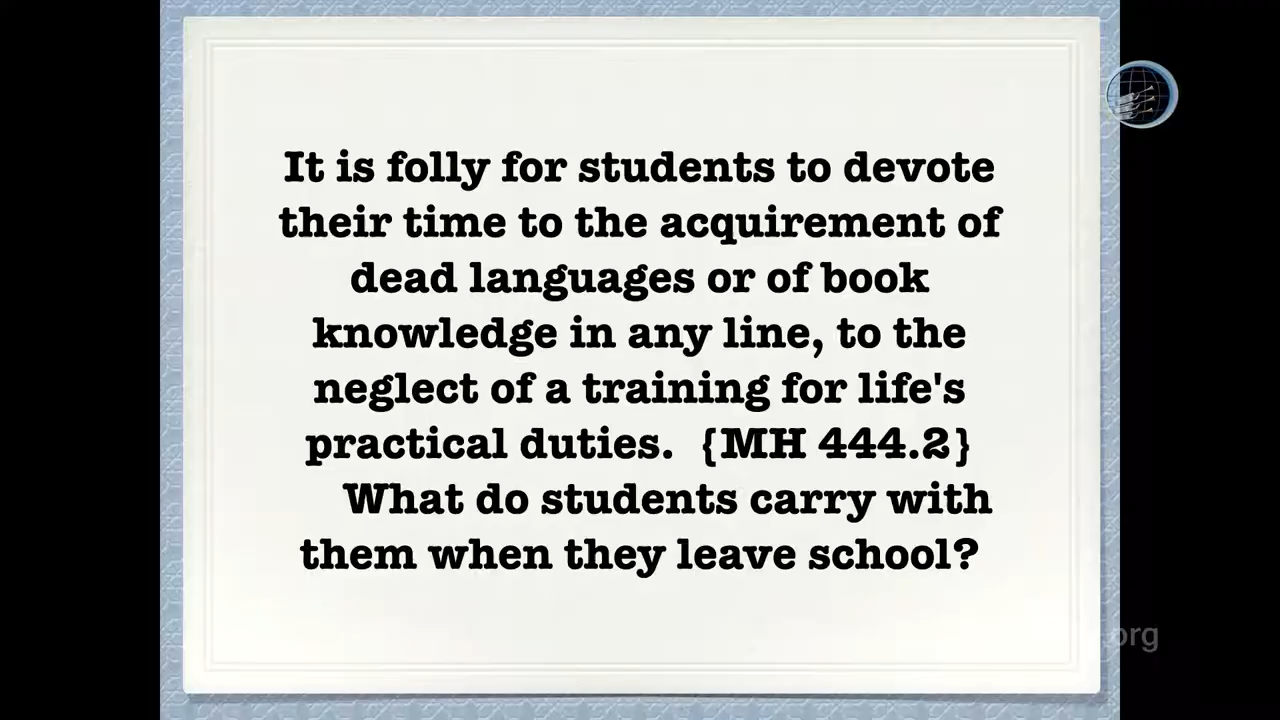 It is folly for students to devote
their time to the acquirement of
dead languages or of book
knowledge in any line, to the
neglect of a training for life's
practical duties.  {MH 444.2}
What do students carry with
them when they leave school?
.org